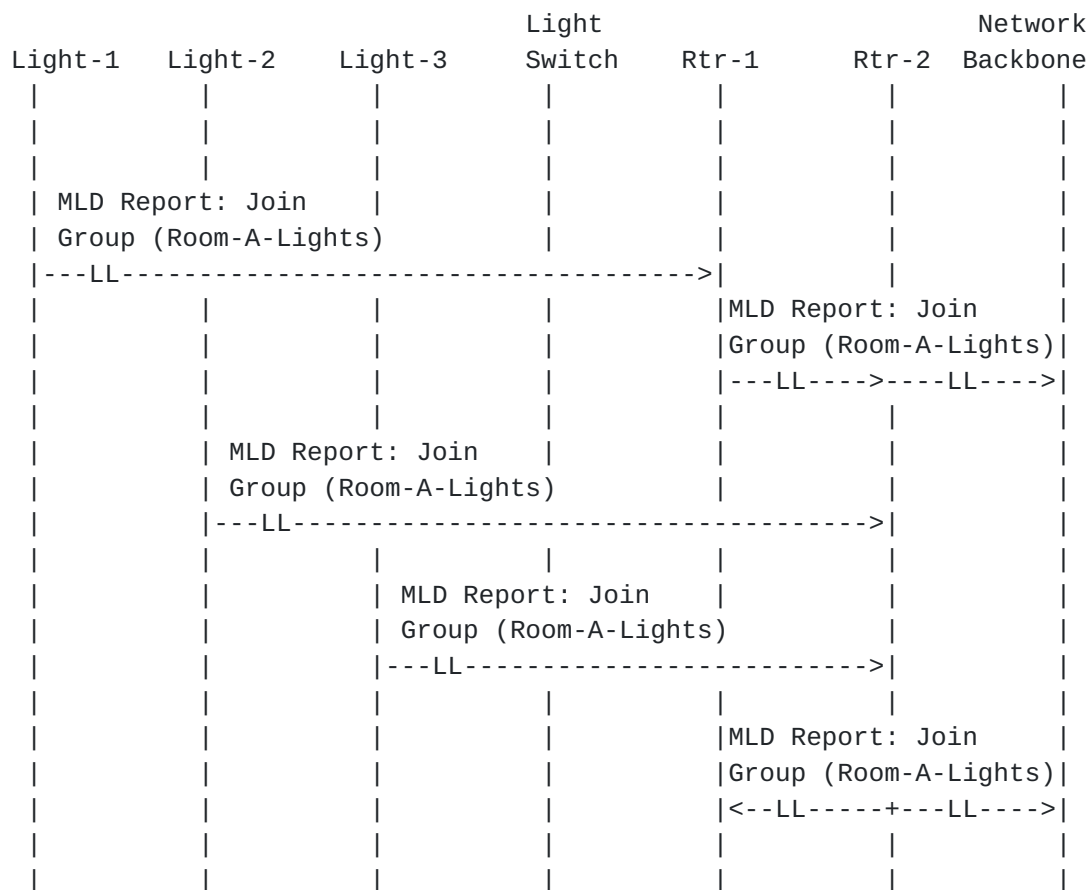 Light Network
Light-1 Light-2 Light-3 Switch Rtr-1 Rtr-2 Backbone
MLD Report: Join
Group (Room-A-Lights)
---LL------------------------------------->
MLD Report: Join
Group (Room-A-Lights)
---LL---->----LL---->
MLD Report: Join
Group (Room-A-Lights)
---LL------------------------------------->
MLD Report: Join
Group (Room-A-Lights)
---LL-------------------------->
MLD Report: Join
Group (Room-A-Lights)
<--LL-----+---LL---->